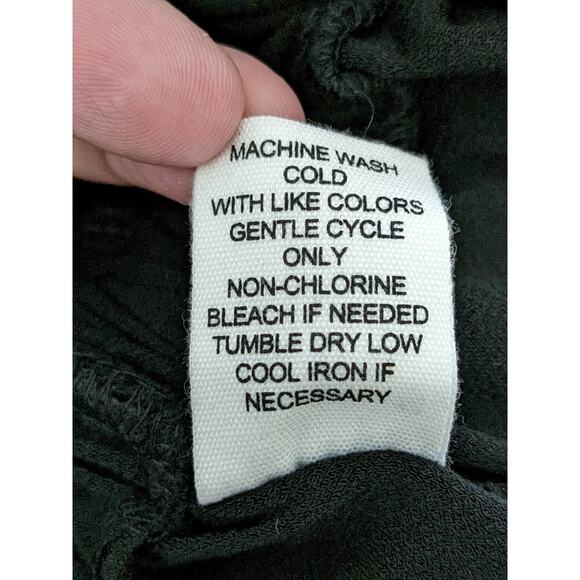 MACHINE WASH
COLD
WITH LIKE COLORS
GENTLE CYCLE
ONLY
NON-CHLORINE
BLEACH IF NEEDED
TUMBLE DRY LOW
COOL IRON IF
NECESSARY